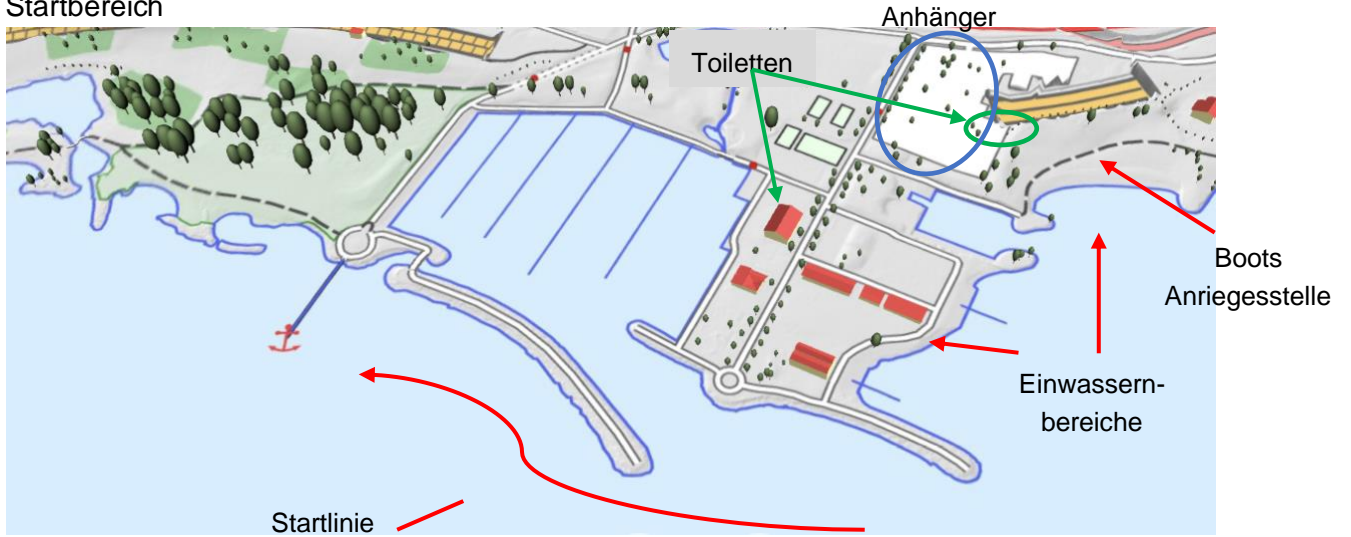 Startbereich
Anhänger
Toiletten
Boots
Anriegesstelle
Einwassern-
bereiche
Startlinie